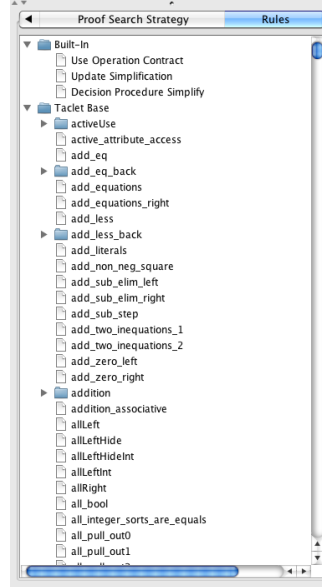 Proof Search Strategy Rules
Built-In
Use Operation Contract
Update Simplification
Decision Procedure Simplify
Taclet Base
activeUse
active_attribute_access
add_eq
add_eq_back
add_equations
add_equations_right
add_less
add_less_back
add_literals
add_non_neg_square
add_sub_elim_left
add_sub_elim_right
add_sub_step
add_two_inequations_1
add_two_inequations_2
add_zero_left
add_zero_right
addition
addition_associative
allLeft
allLeftHide
allLeftHideInt
allLeftInt
allRight
all_bool
all_integer_sorts_are_equals
all_pull_out0
all_pull_out1